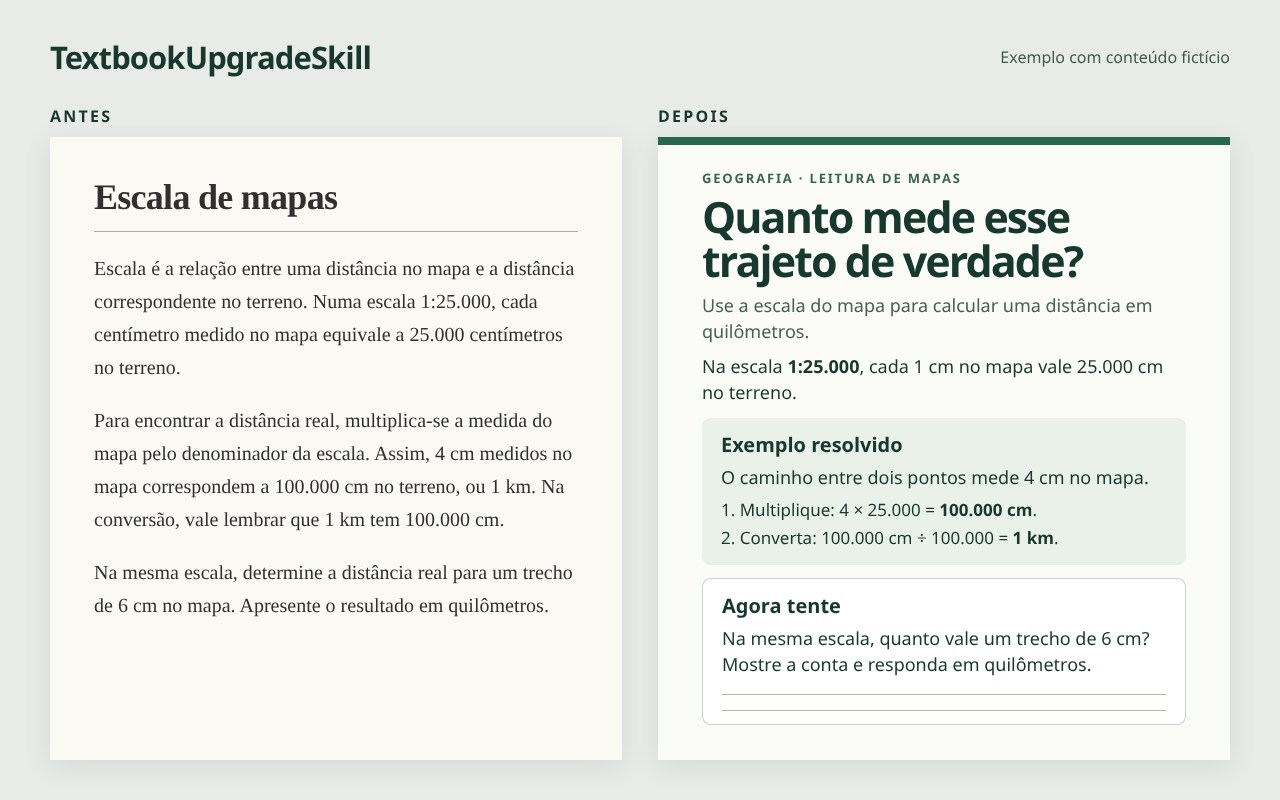 TextbookUpgradeSkill
Exemplo com conteúdo fictício
ANTES
Escala de mapas
Escala é a relação entre uma distância no mapa e a distância
correspondente no terreno. Numa escala 1:25.000, cada
centímetro medido no mapa equivale a 25.000 centímetros
no terreno.
Para encontrar a distância real, multiplica-se a medida do
mapa pelo denominador da escala. Assim, 4 cm medidos no
mapa correspondem a 100.000 cm no terreno, ou 1 km. Na
conversão, vale lembrar que 1 km tem 100.000 cm.
Na mesma escala, determine a distância real para um trecho
de 6 cm no mapa. Apresente o resultado em quilômetros.
DEPOIS
GEOGRAFIA · LEITURA DE MAPAS
Quanto mede esse
trajeto de verdade?
Use a escala do mapa para calcular uma distância em
quilômetros.
Na escala 1:25.000, cada 1 cm no mapa vale 25.000 cm
no terreno.
Exemplo resolvido
O caminho entre dois pontos mede 4 cm no mapa.
1. Multiplique: 4 × 25.000 = 100.000 cm.
2. Converta: 100.000 cm ÷ 100.000 = 1 km.
Agora tente
Na mesma escala, quanto vale um trecho de 6 cm?
Mostre a conta e responda em quilômetros.